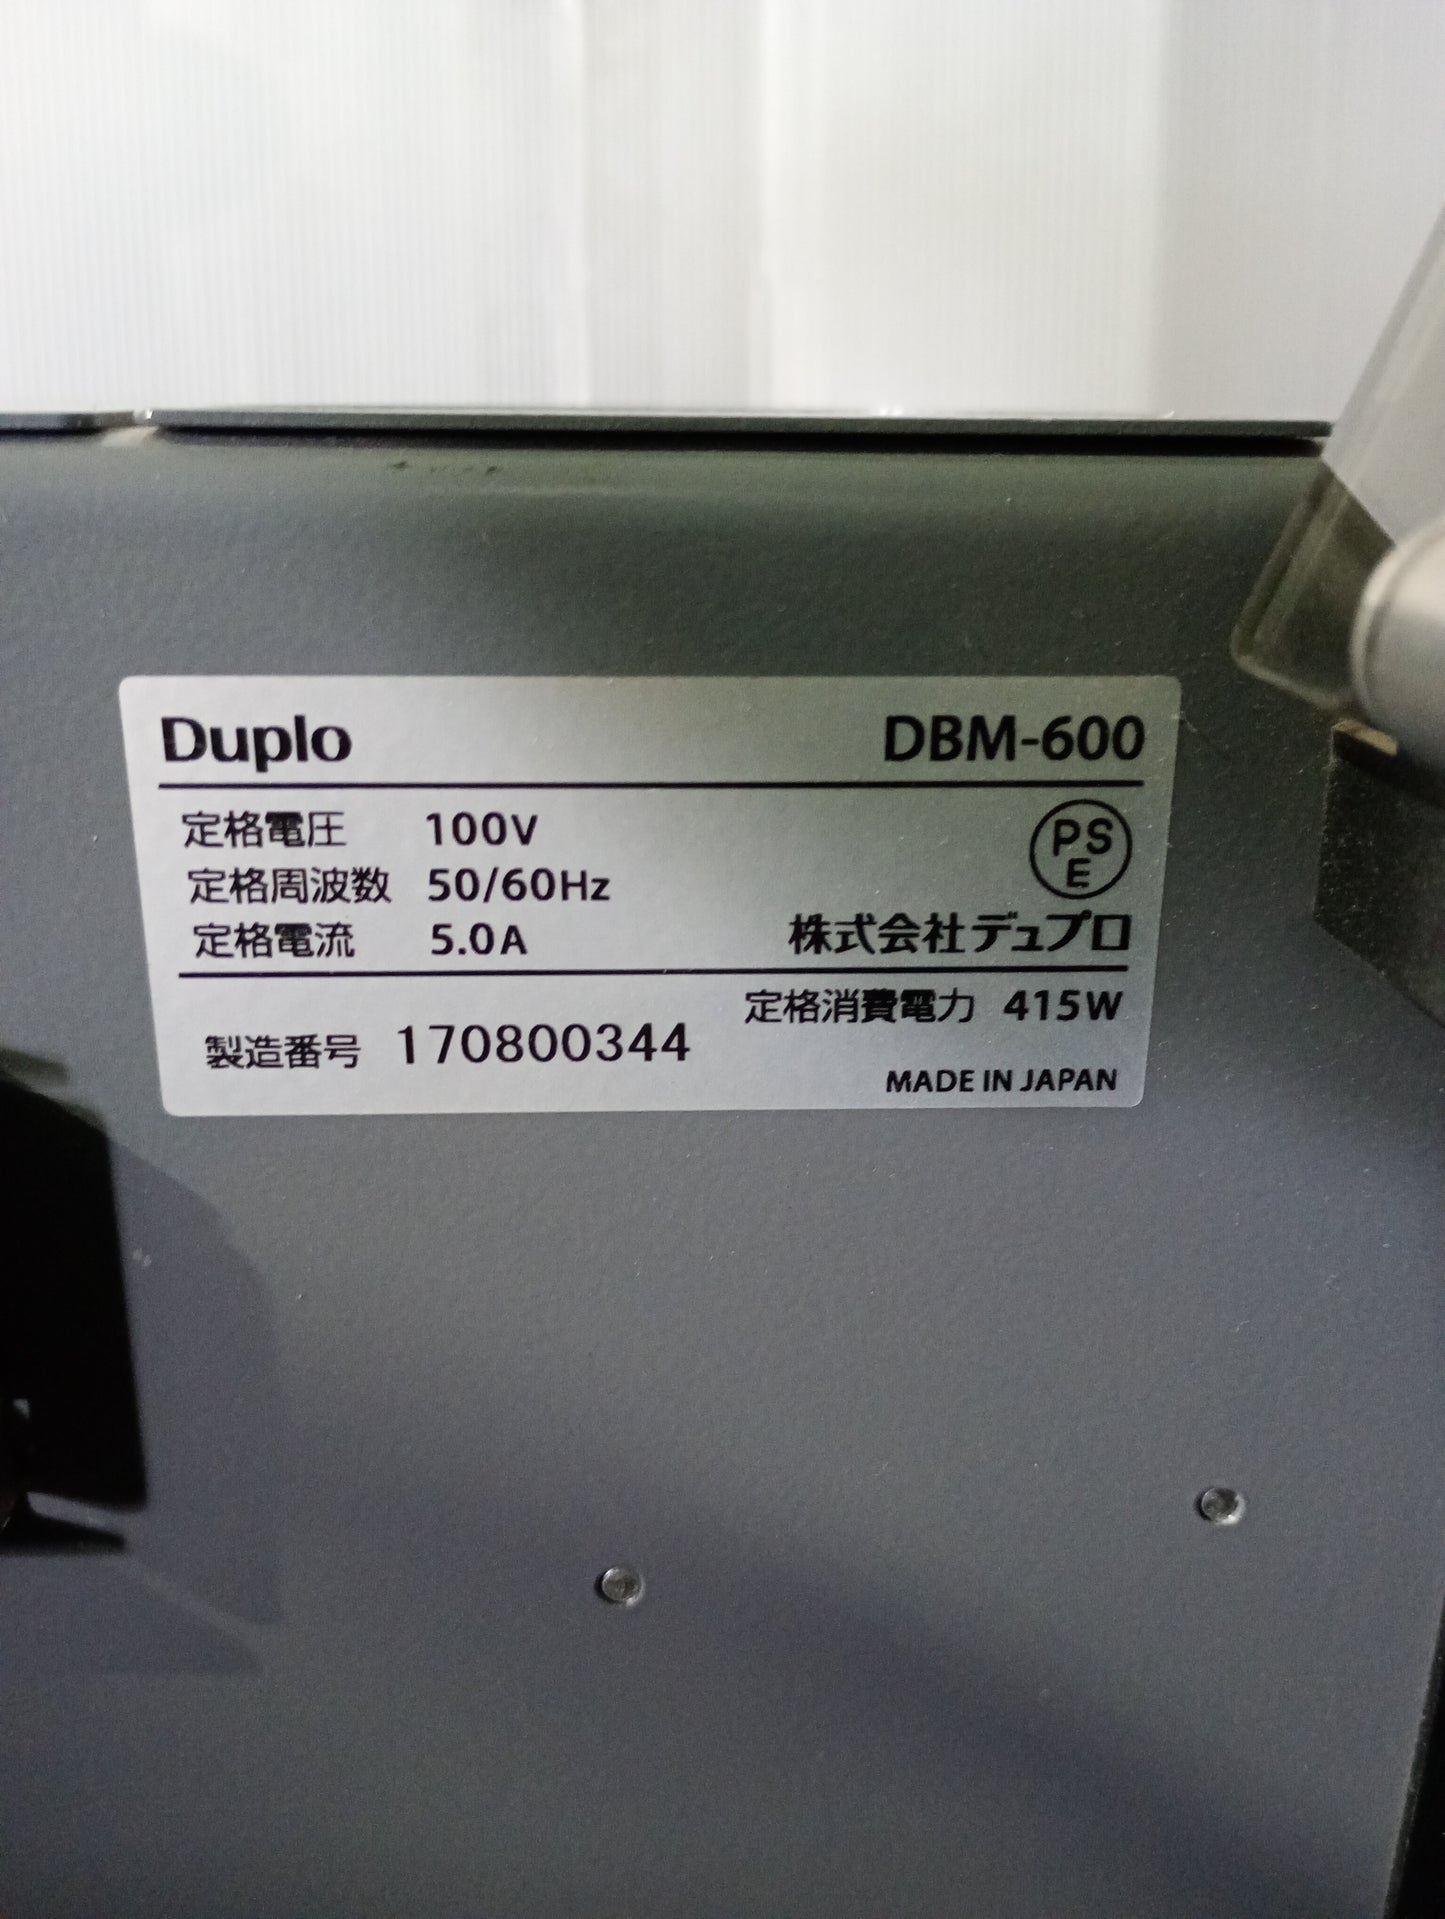 Duplo DBM-600
定格電圧 100V
定格周波数 50/60Hz
定格電流 5.0A
PS
E
株式会社デュプロ
定格消費電力 415W
製造番号 170800344
MADE IN JAPAN